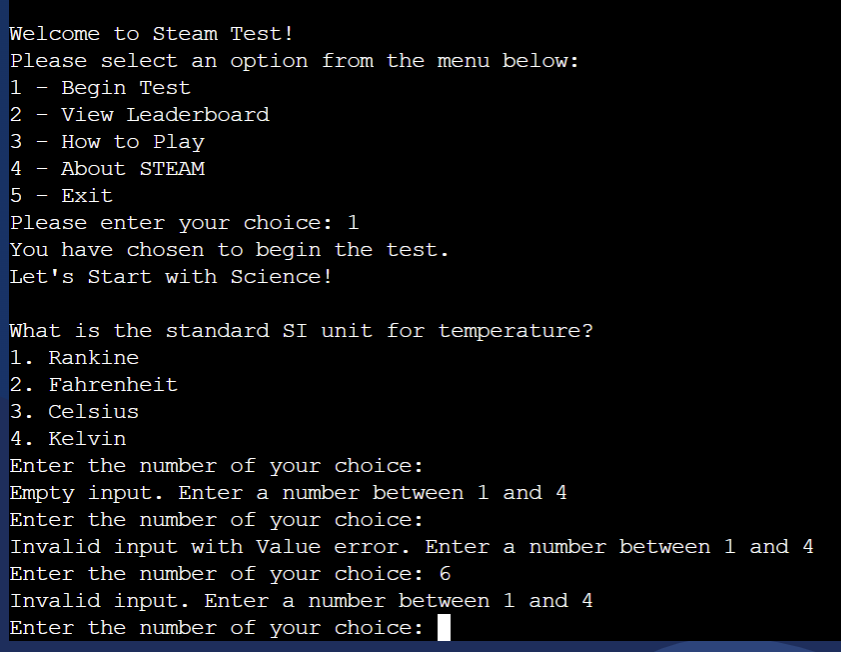 Welcome to Steam Test!
Please select an option from the menu below:
1 - Begin Test
2 - View Leaderboard
3 - How to Play
4 - About STEAM
5 - Exit
Please enter your choice: 1
You have chosen to begin the test.
Let's Start with Science!
What is the standard SI unit for temperature?
1. Rankine
2. Fahrenheit
3. Celsius
4. Kelvin
Enter the number of your choice:
Empty input. Enter a number between 1 and 4
Enter the number of your choice:
Invalid input with Value error. Enter a number between 1 and 4
Enter the number of your choice: 6
Invalid input. Enter a number between 1 and 4
Enter the number of your choice: